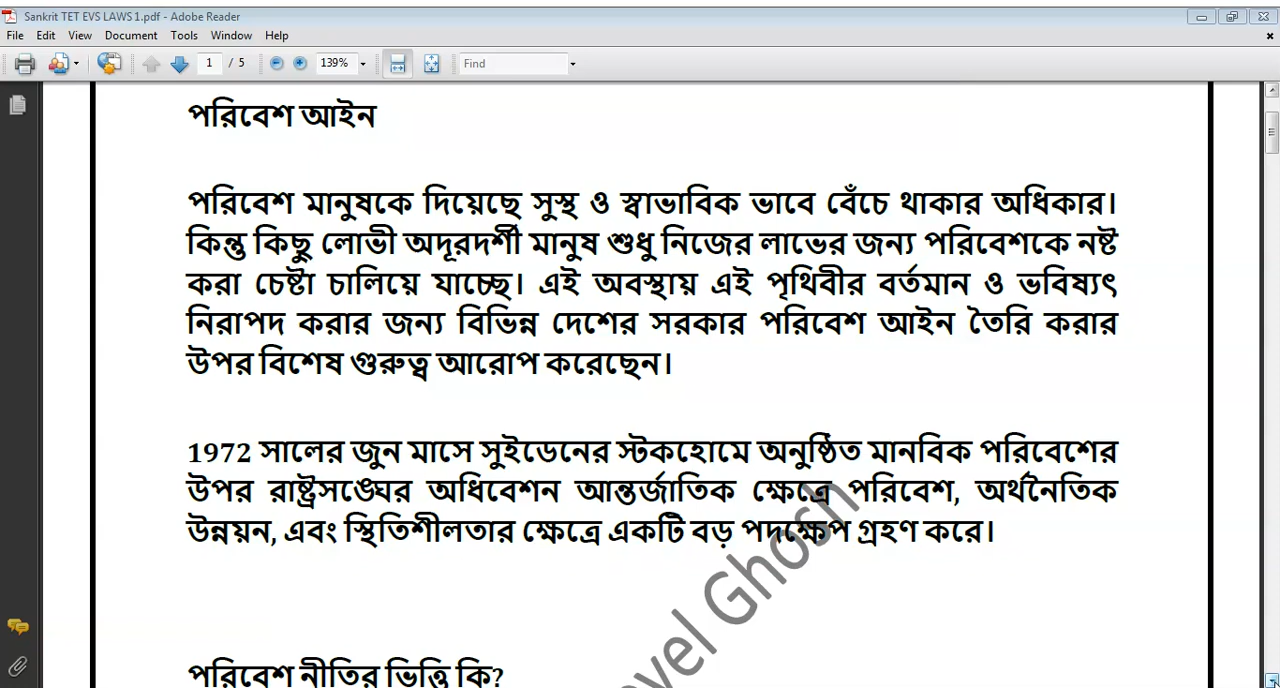 Sankrit TET EVS LAWS 1.pdf - Adobe Reader
File Edit View Document Tools Window Help
1 / 5 139% Find
পরিবেশ আইন
পরিবেশ মানুষকে দিয়েছে সুস্থ ও স্বাভাবিক ভাবে বেঁচে থাকার অধিকার।
কিন্তু কিছু লোভী অদূরদর্শী মানুষ শুধু নিজের লাভের জন্য পরিবেশকে নষ্ট
করা চেষ্টা চালিয়ে যাচ্ছে। এই অবস্থায় এই পৃথিবীর বর্তমান ও ভবিষ্যৎ
নিরাপদ করার জন্য বিভিন্ন দেশের সরকার পরিবেশ আইন তৈরি করার
উপর বিশেষ গুরুত্ব আরোপ করেছেন।
1972 সালের জুন মাসে সুইডেনের স্টকহোমে অনুষ্ঠিত মানবিক পরিবেশের
উপর রাষ্ট্রসঙ্ঘের অধিবেশন আন্তর্জাতিক ক্ষেত্রে পরিবেশ, অর্থনৈতিক
উন্নয়ন, এবং স্থিতিশীলতার ক্ষেত্রে একটি বড় পদক্ষেপ গ্রহণ করে।
Ghosh
পরিবেশ নীতির ভিত্তি কি?